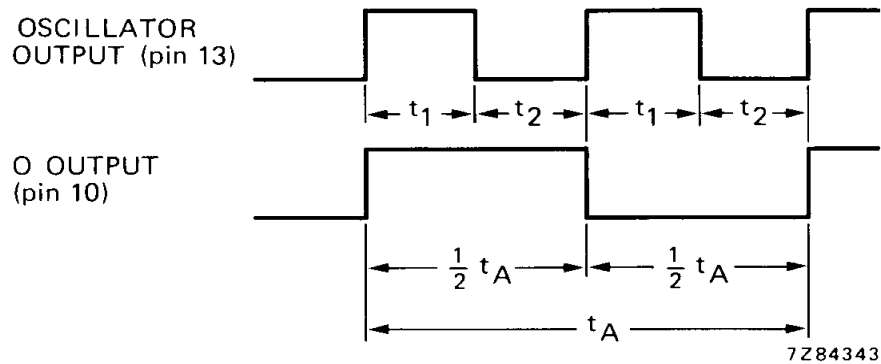 OSCILLATOR
OUTPUT (pin 13)
t1 t2 t1 t2
O OUTPUT
(pin 10)
1/2 tA 1/2 tA
tA
7Z84343